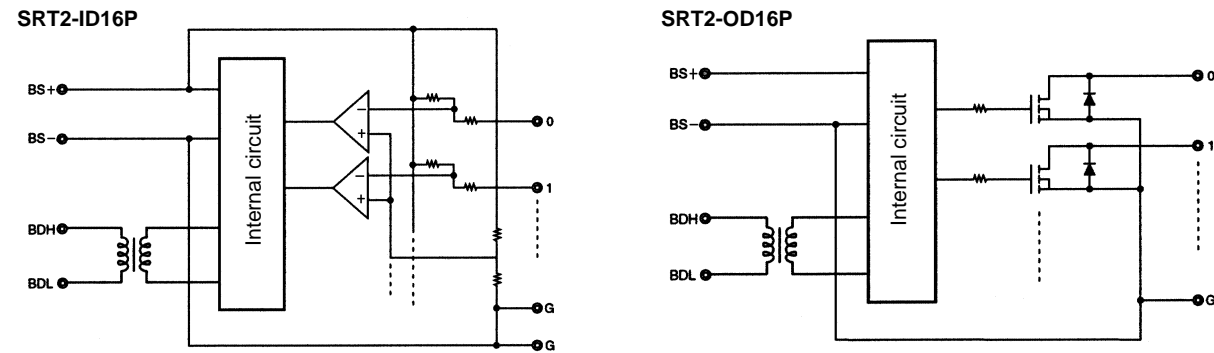 SRT2-ID16P
BS+
BS−
BDH
BDL
Internal circuit
−
+
−
+
0
1
G
G
SRT2-OD16P
BS+
BS−
BDH
BDL
Internal circuit
0
1
G